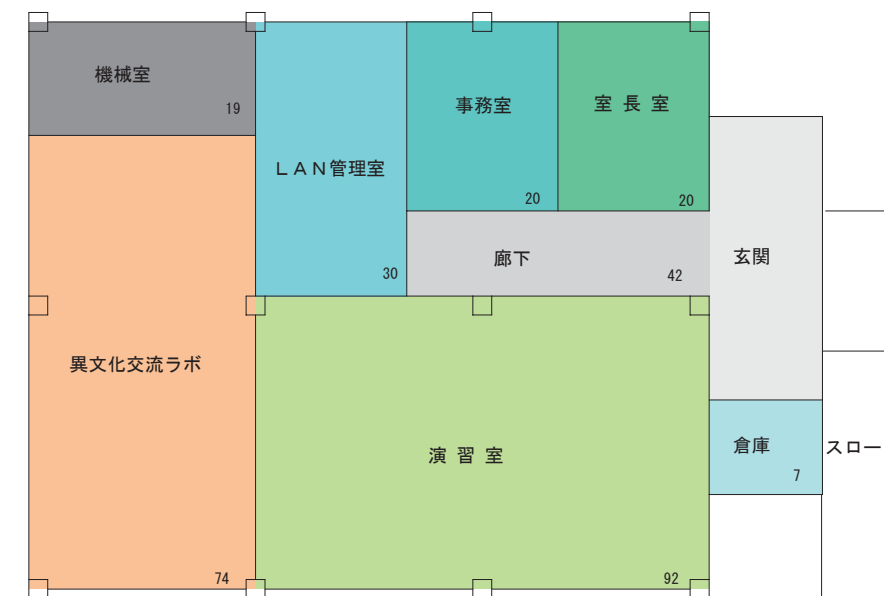 機械室
19
LAN管理室
30
事務室
20
室長室
20
廊下
42
玄関
異文化交流ラボ
74
演習室
92
倉庫
7
スロー